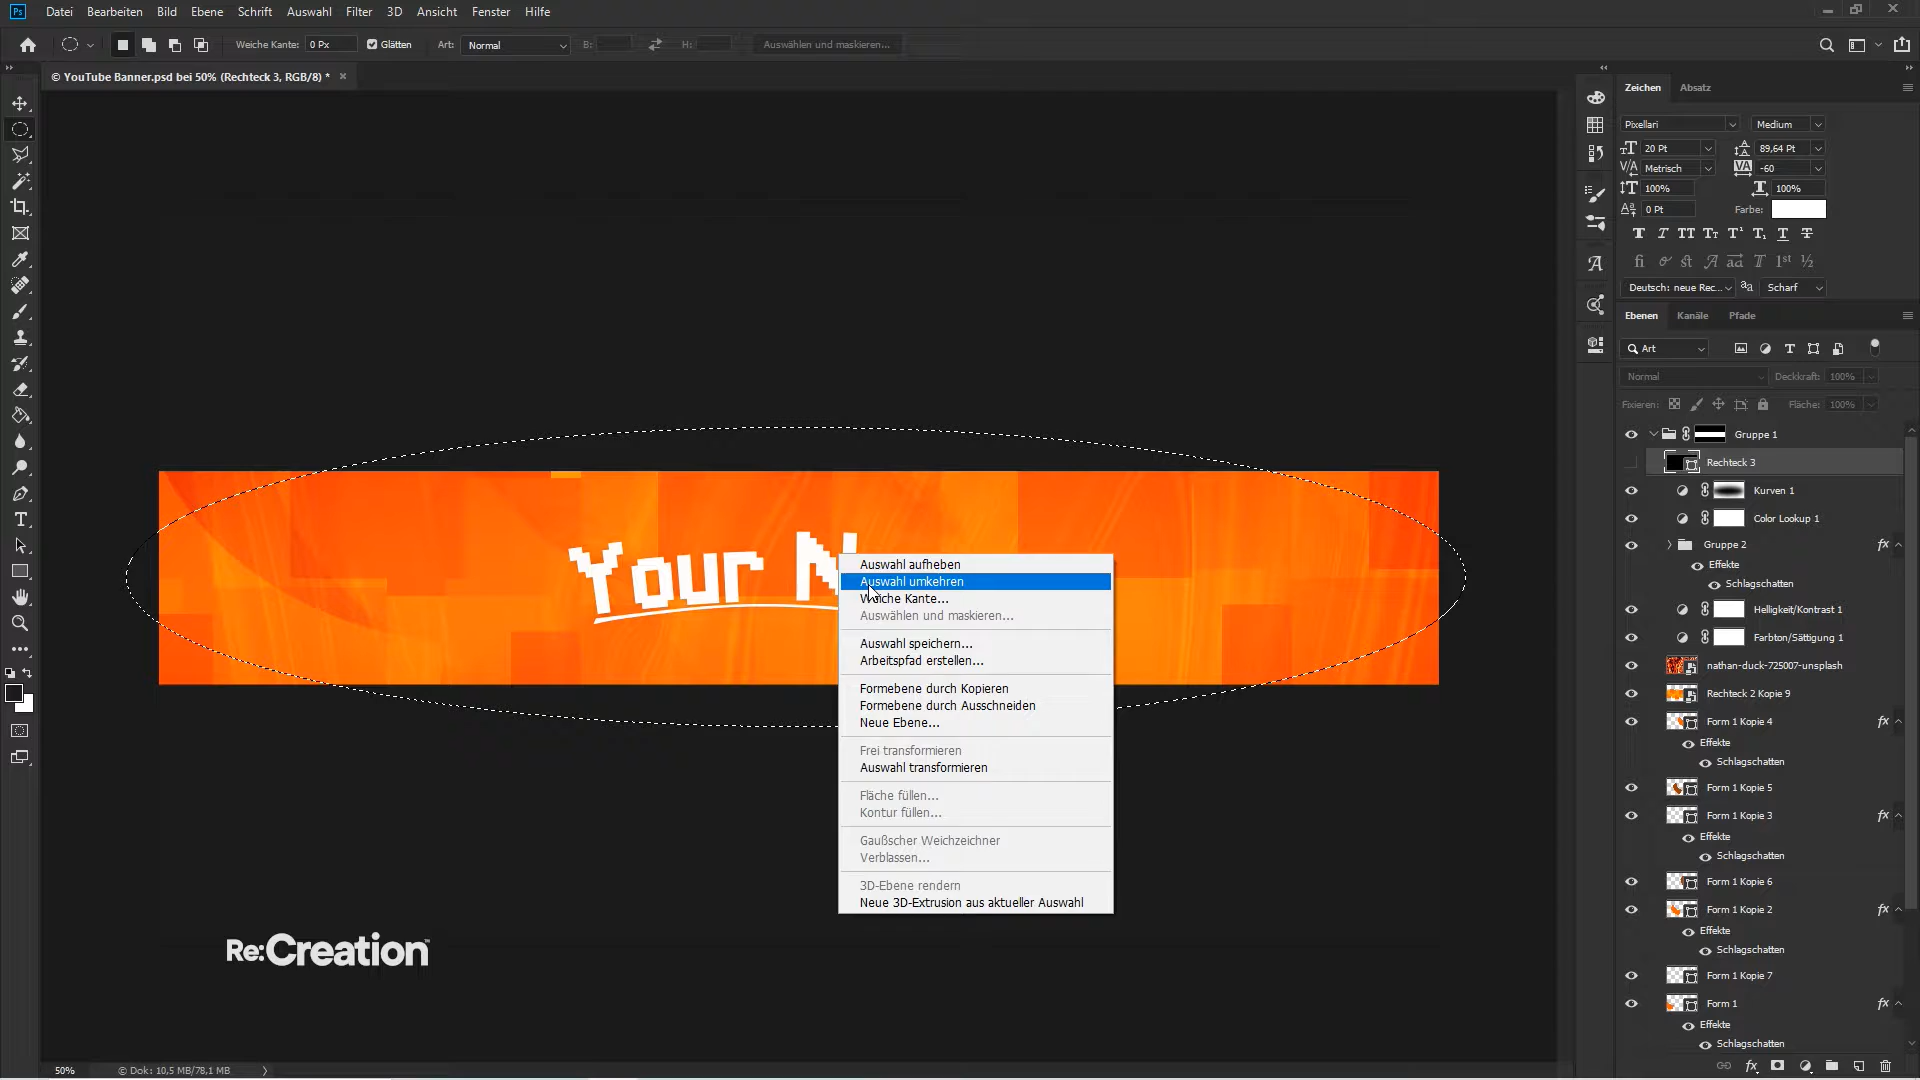 Ps Datei Bearbeiten Bild Ebene Schrift Auswahl Filter 3D Ansicht Fenster Hilfe
Weiche Kante: 0 Px Glätten Art: Normal B: H: Auswählen und maskieren...
© YouTube Banner.psd bei 50% (Rechteck 3, RGB/8) *
Your N
Auswahl aufheben
Auswahl umkehren
Weiche Kante...
Auswählen und maskieren...
Auswahl speichern...
Arbeitspfad erstellen...
Formebene durch Kopieren
Formebene durch Ausschneiden
Neue Ebene...
Frei transformieren
Auswahl transformieren
Fläche füllen...
Kontur füllen...
Gaußscher Weichzeichner
Verblassen...
3D-Ebene rendern
Neue 3D-Extrusion aus aktueller Auswahl
Re:Creation™
50% © Dok: 10,5 MB/78,1 MB
Zeichen Absatz
Pixellari Medium
20 Pt 89,64 Pt
Metrisch -60
100% 100%
0 Pt Farbe:
Deutsch: neue Rec... aa Scharf
Ebenen Kanäle Pfade
Art
Normal Deckkraft: 100%
Fixieren: Fläche: 100%
Gruppe 1
Rechteck 3
Kurven 1
Color Lookup 1
Gruppe 2 fx
Effekte
Schlagschatten
Helligkeit/Kontrast 1
Farbton/Sättigung 1
nathan-duck-725007-unsplash
Rechteck 2 Kopie 9
Form 1 Kopie 4 fx
Effekte
Schlagschatten
Form 1 Kopie 5
Form 1 Kopie 3 fx
Effekte
Schlagschatten
Form 1 Kopie 6
Form 1 Kopie 2 fx
Effekte
Schlagschatten
Form 1 Kopie 7
Form 1 fx
Effekte
Schlagschatten